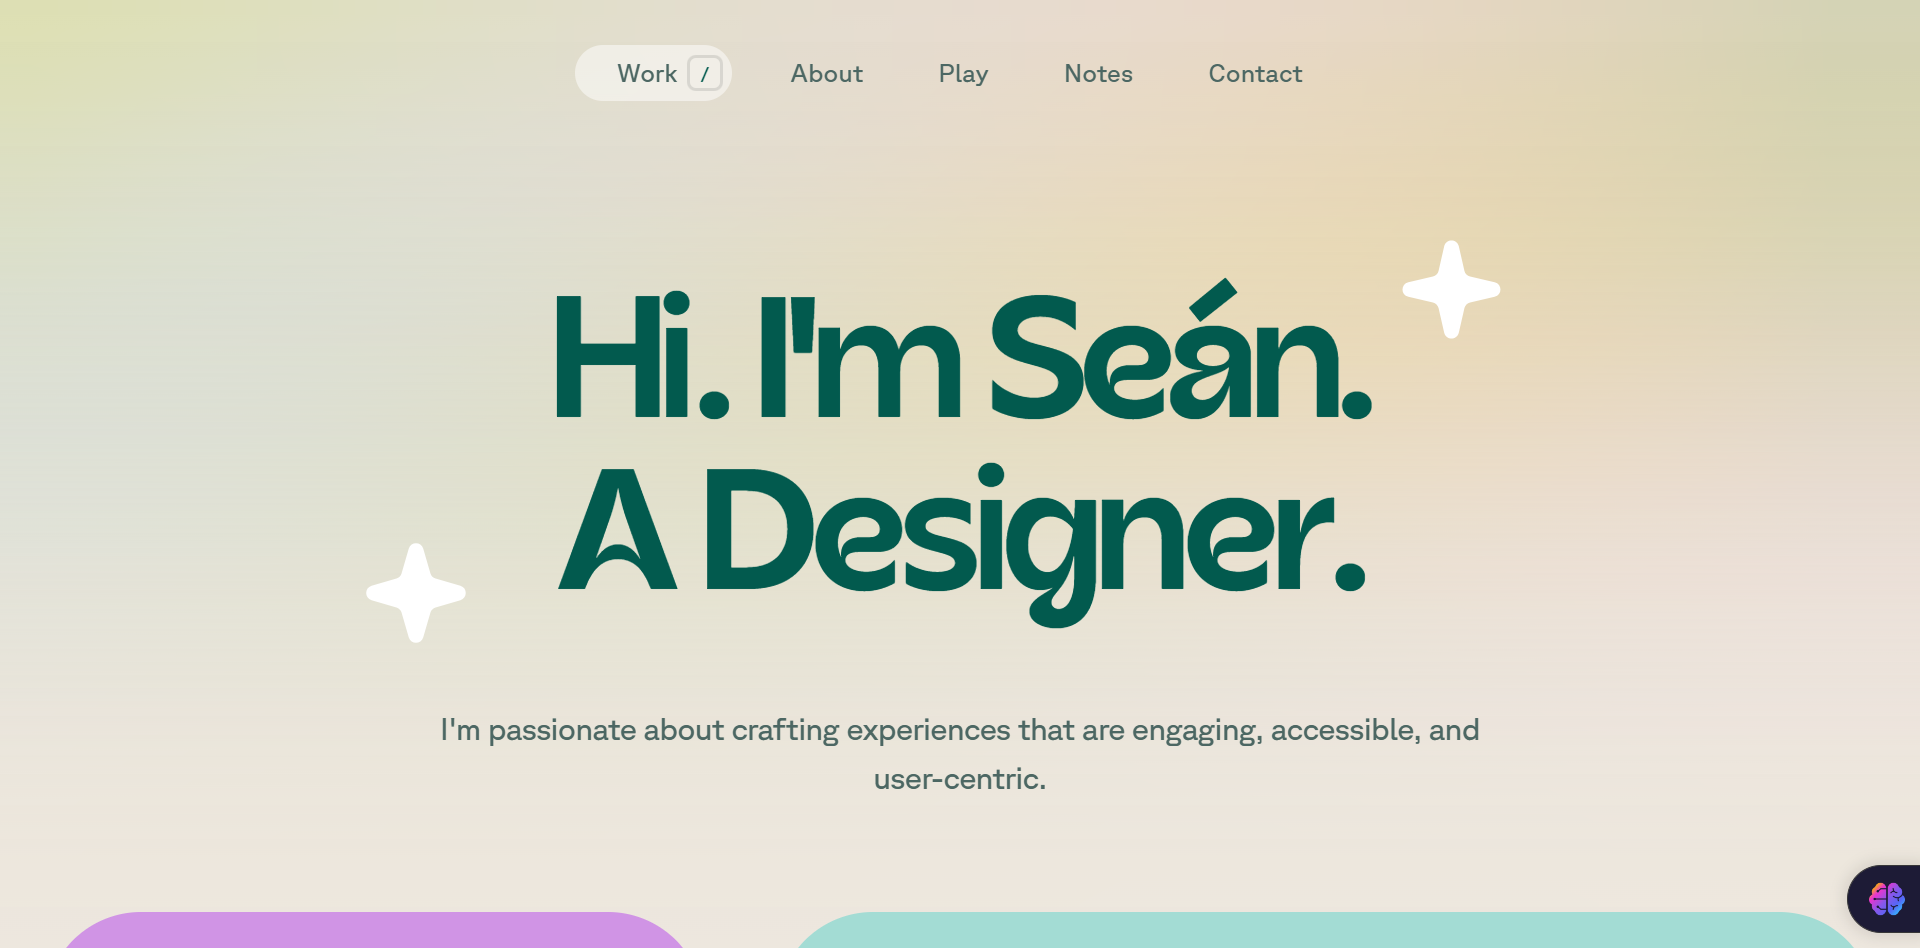 Work / About Play Notes Contact
Hi. I'm Seán.
A Designer.
I'm passionate about crafting experiences that are engaging, accessible, and
user-centric.